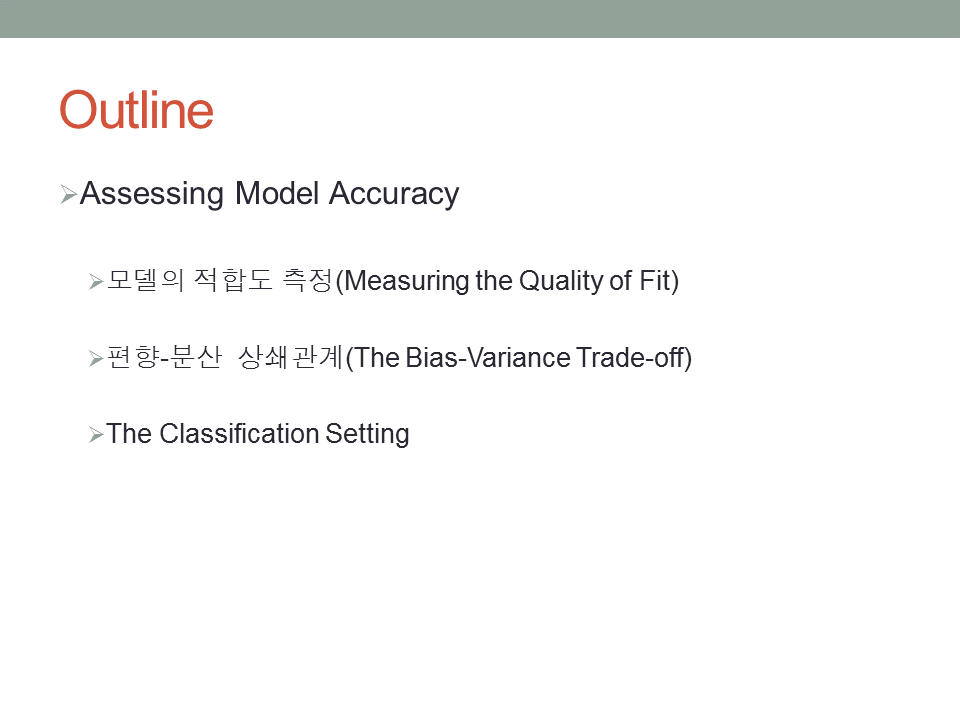 Outline
➢Assessing Model Accuracy
➢모델의 적합도 측정(Measuring the Quality of Fit)
➢편향-분산 상쇄관계(The Bias-Variance Trade-off)
➢The Classification Setting